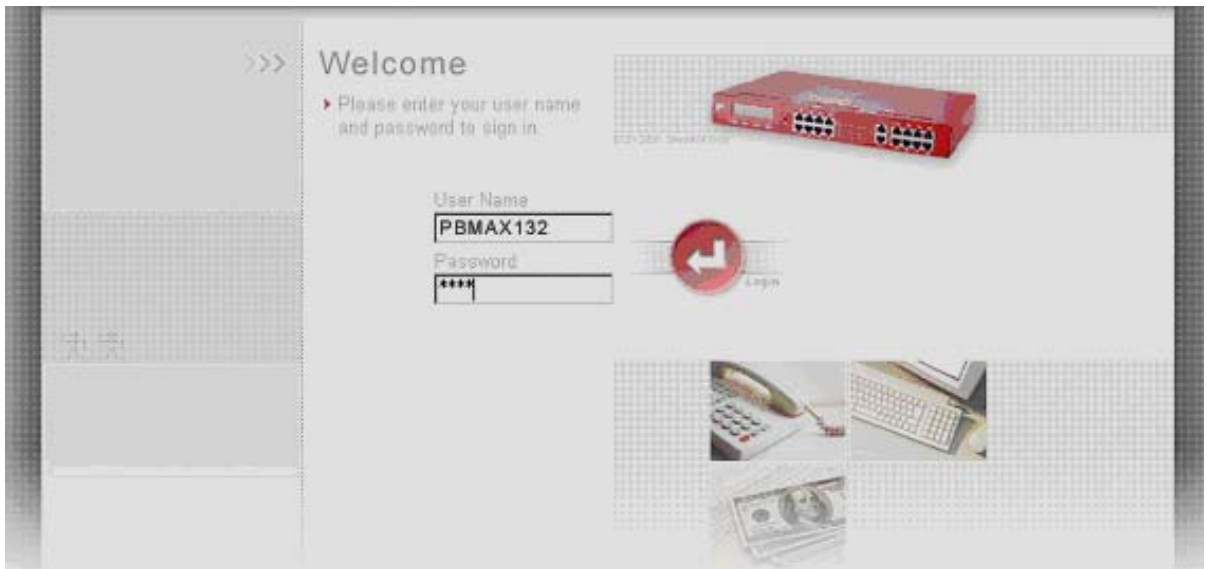 >>> Welcome
Please enter your user name
and password to sign in.
User Name
PBMAX132
Password
****
Login